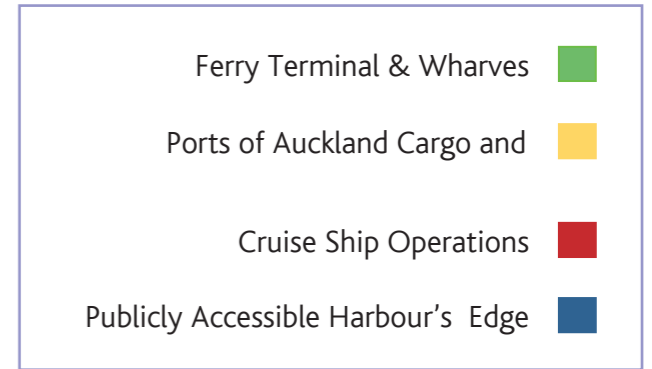 Ferry Terminal & Wharves
Ports of Auckland Cargo and
Cruise Ship Operations
Publicly Accessible Harbour’s  Edge